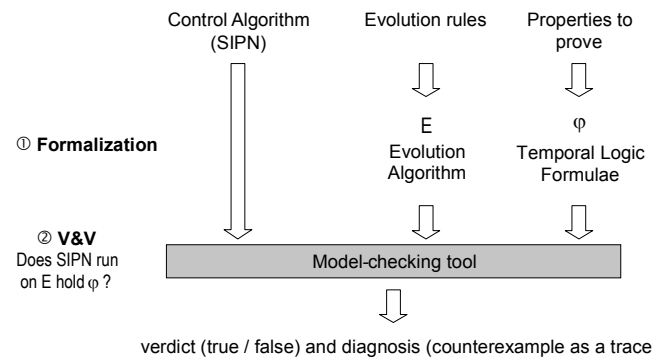 Control Algorithm (SIPN)
Evolution rules
Properties to prove
① Formalization
E
Evolution Algorithm
φ
Temporal Logic Formulae
② V&V
Does SIPN run
on E hold φ ?
Model-checking tool
verdict (true / false) and diagnosis (counterexample as a trace